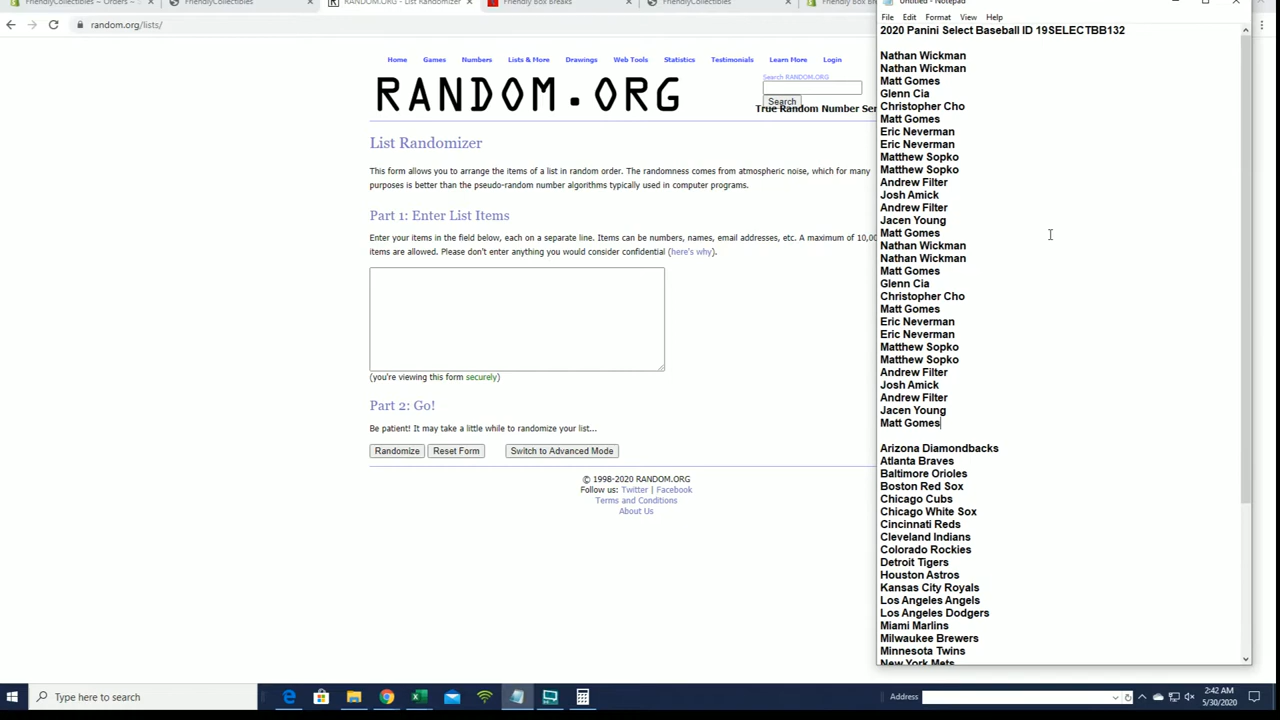 FriendlyCollectibles – Orders –
FriendlyCollectibles
RANDOM.ORG - List Randomizer
Friendly Box Breaks
FriendlyCollectibles
Untitled - Notepad
random.org/lists/
File Edit Format View Help
2020 Panini Select Baseball ID 19SELECTBB132
Nathan Wickman
Nathan Wickman
Matt Gomes
Glenn Cia
Christopher Cho
Matt Gomes
Eric Neverman
Eric Neverman
Matthew Sopko
Matthew Sopko
Andrew Filter
Josh Amick
Andrew Filter
Jacen Young
Matt Gomes
Nathan Wickman
Nathan Wickman
Matt Gomes
Glenn Cia
Christopher Cho
Matt Gomes
Eric Neverman
Eric Neverman
Matthew Sopko
Matthew Sopko
Andrew Filter
Josh Amick
Andrew Filter
Jacen Young
Matt Gomes
Arizona Diamondbacks
Atlanta Braves
Baltimore Orioles
Boston Red Sox
Chicago Cubs
Chicago White Sox
Cincinnati Reds
Cleveland Indians
Colorado Rockies
Detroit Tigers
Houston Astros
Kansas City Royals
Los Angeles Angels
Los Angeles Dodgers
Miami Marlins
Milwaukee Brewers
Minnesota Twins
New York Mets
Home Games Numbers Lists & More Drawings Web Tools Statistics Testimonials Learn More Login
RANDOM.ORG
Search RANDOM.ORG
Search
True Random Number Ser
List Randomizer
This form allows you to arrange the items of a list in random order. The randomness comes from atmospheric noise, which for many
purposes is better than the pseudo-random number algorithms typically used in computer programs.
Part 1: Enter List Items
Enter your items in the field below, each on a separate line. Items can be numbers, names, email addresses, etc. A maximum of 10,00
items are allowed. Please don't enter anything you would consider confidential (here's why).
(you're viewing this form securely)
Part 2: Go!
Be patient! It may take a little while to randomize your list...
Randomize Reset Form Switch to Advanced Mode
© 1998-2020 RANDOM.ORG
Follow us: Twitter | Facebook
Terms and Conditions
About Us
Type here to search
Address
2:42 AM
5/30/2020